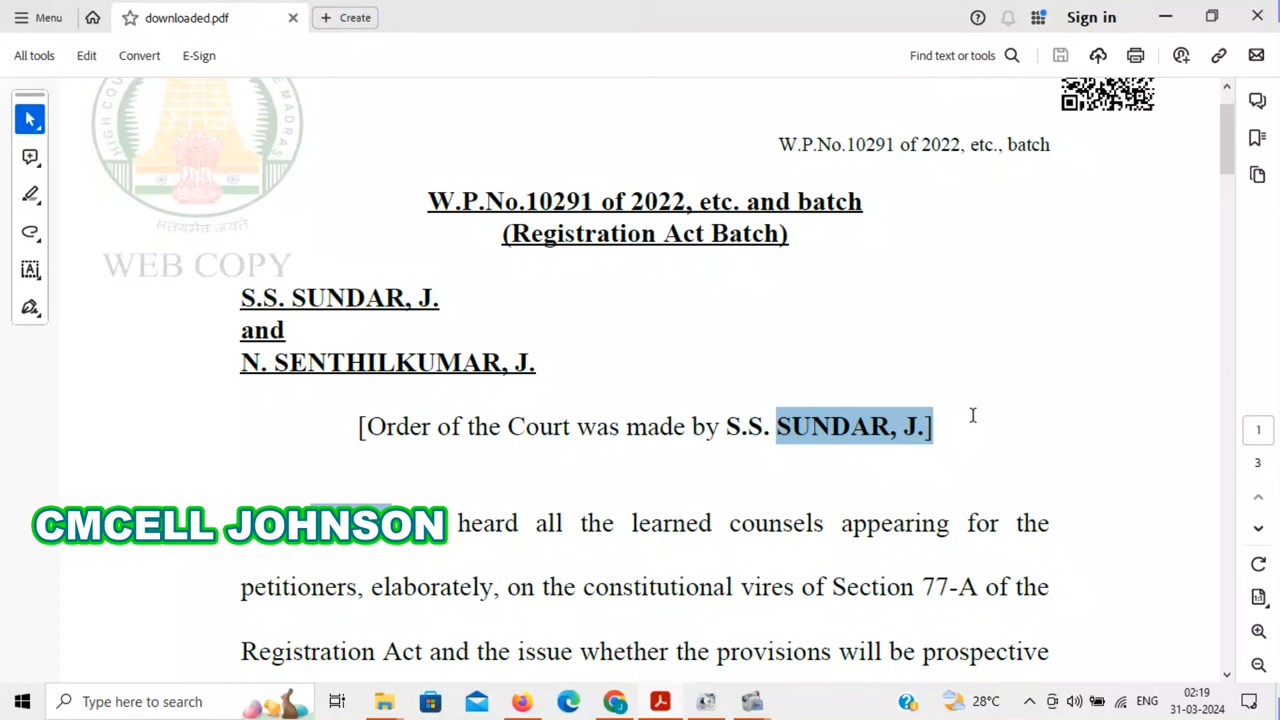 Menu
downloaded.pdf
Create
Sign in
All tools
Edit
Convert
E-Sign
Find text or tools
W.P.No.10291 of 2022, etc., batch
W.P.No.10291 of 2022, etc. and batch
(Registration Act Batch)
सत्यमेव जयते
WEB COPY
S.S. SUNDAR, J.
and
N. SENTHILKUMAR, J.
[Order of the Court was made by S.S. SUNDAR, J.]
CMCELL JOHNSON heard all the learned counsels appearing for the
petitioners, elaborately, on the constitutional vires of Section 77-A of the
Registration Act and the issue whether the provisions will be prospective
1
3
Type here to search
28°C
ENG
02:19
31-03-2024